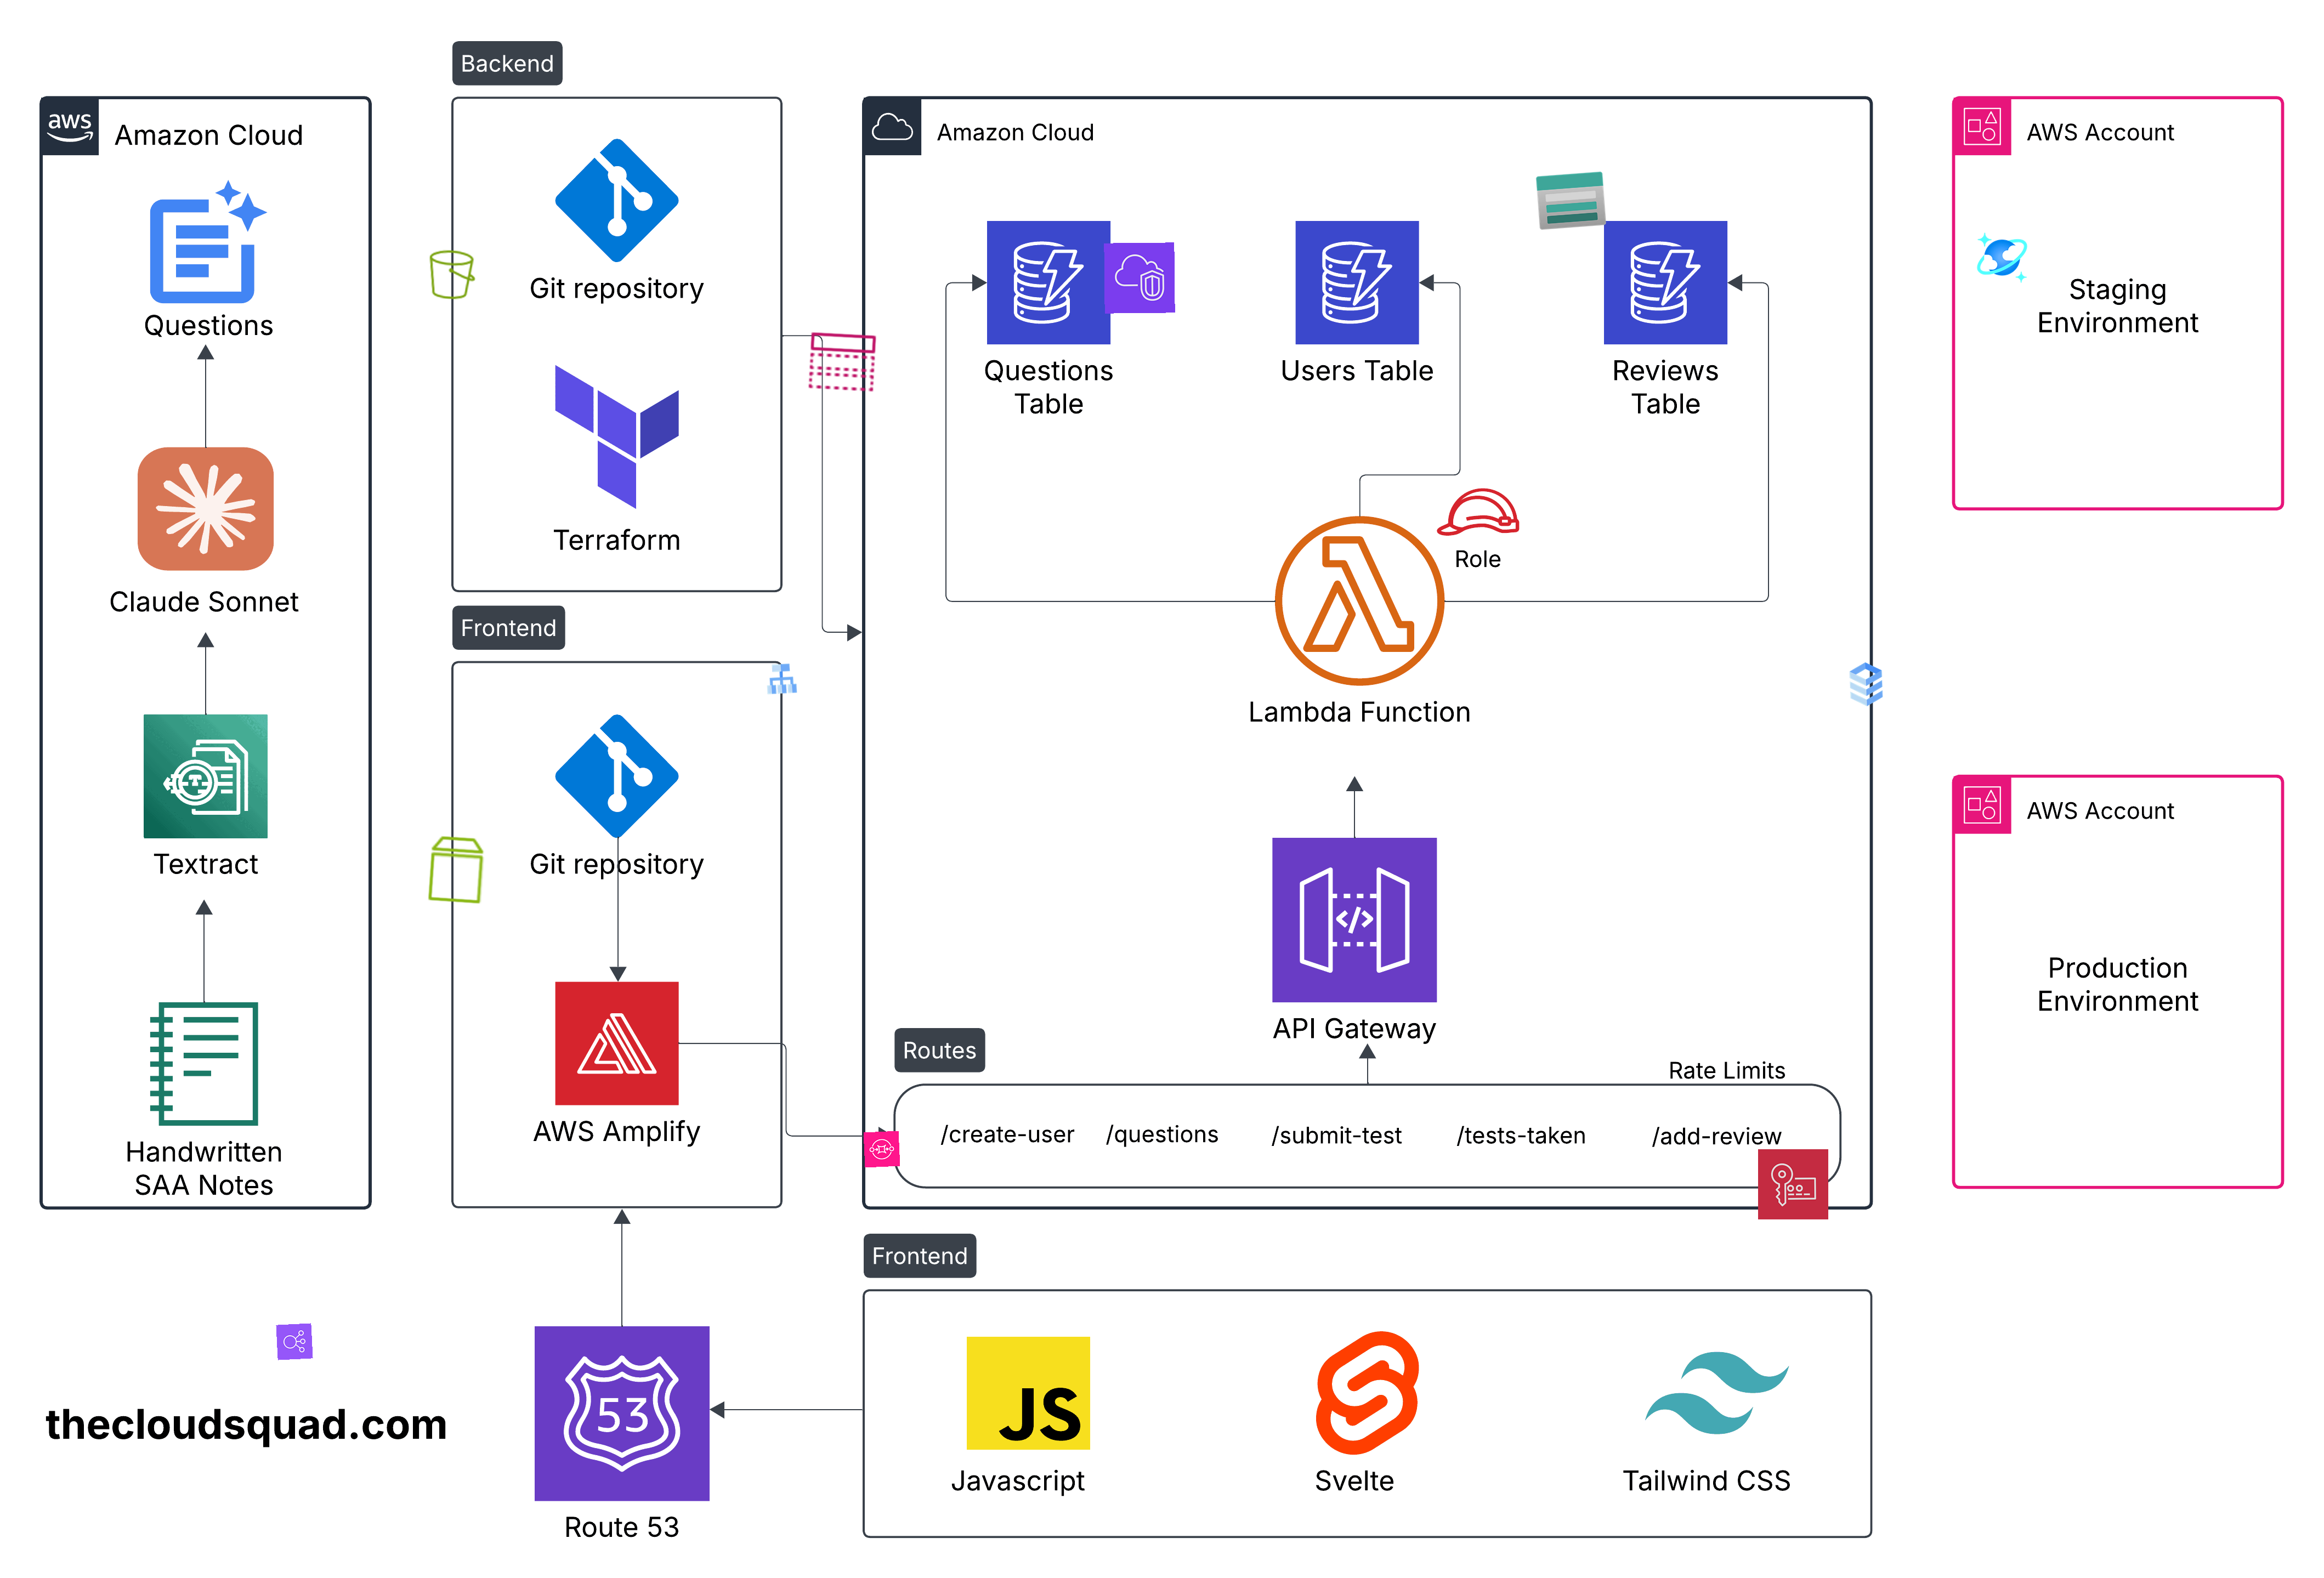 Backend
aws
Amazon Cloud
Questions
Claude Sonnet
Textract
Handwritten
SAA Notes
Git repository
Terraform
Frontend
Git repository
AWS Amplify
Amazon Cloud
Questions
Table
Users Table
Reviews
Table
Role
Lambda Function
API Gateway
Routes
Rate Limits
/create-user
/questions
/submit-test
/tests-taken
/add-review
AWS Account
Staging
Environment
AWS Account
Production
Environment
thecloudsquad.com
53
Route 53
Frontend
JS
Javascript
Svelte
Tailwind CSS